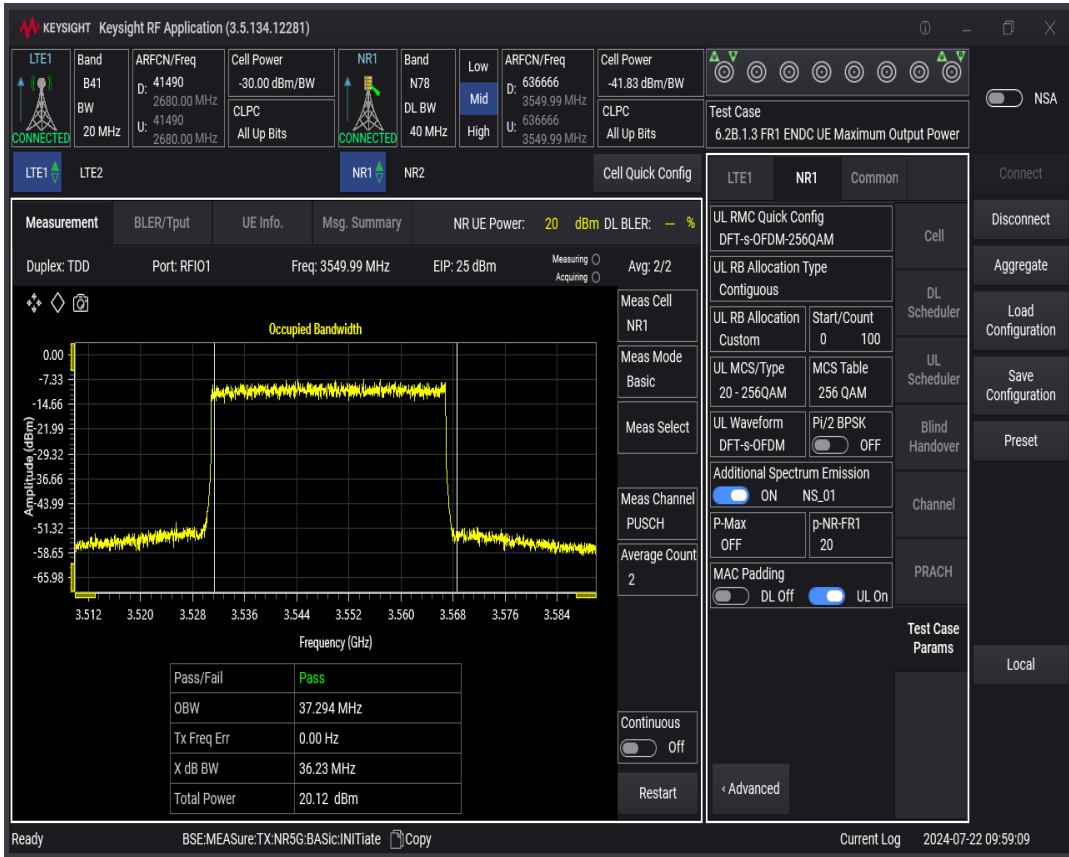 KEYSIGHT Keysight RF Application (3.5.134.12281)
LTE1
CONNECTED
Band
B41
BW
20 MHz
ARFCN/Freq
D: 41490
2680.00 MHz
U: 41490
2680.00 MHz
Cell Power
-30.00 dBm/BW
CLPC
All Up Bits
NR1
CONNECTED
Band
N78
DL BW
40 MHz
Low
Mid
High
ARFCN/Freq
D: 636666
3549.99 MHz
U: 636666
3549.99 MHz
Cell Power
-41.83 dBm/BW
CLPC
All Up Bits
Test Case
6.2B.1.3 FR1 ENDC UE Maximum Output Power
NSA
LTE1 LTE2
NR1 NR2
Cell Quick Config
Measurement BLER/Tput UE Info. Msg. Summary NR UE Power: 20 dBm DL BLER: --- %
Duplex: TDD Port: RFIO1 Freq: 3549.99 MHz EIP: 25 dBm
Measuring
Acquiring
Avg: 2/2
Occupied Bandwidth
Amplitude (dBm)
0.00
-7.33
-14.66
-21.99
-29.32
-36.66
-43.99
-51.32
-58.65
-65.98
3.512 3.520 3.528 3.536 3.544 3.552 3.560 3.568 3.576 3.584
Frequency (GHz)
Pass/Fail Pass
OBW 37.294 MHz
Tx Freq Err 0.00 Hz
X dB BW 36.23 MHz
Total Power 20.12 dBm
Meas Cell
NR1
Meas Mode
Basic
Meas Select
Meas Channel
PUSCH
Average Count
2
Continuous
Off
Restart
LTE1 NR1 Common
UL RMC Quick Config
DFT-s-OFDM-256QAM
UL RB Allocation Type
Contiguous
UL RB Allocation
Custom
Start/Count
0 100
UL MCS/Type
20 - 256QAM
MCS Table
256 QAM
UL Waveform
DFT-s-OFDM
Pi/2 BPSK
OFF
Additional Spectrum Emission
ON NS_01
P-Max
OFF
p-NR-FR1
20
MAC Padding
DL Off UL On
‹ Advanced
Cell
DL
Scheduler
UL
Scheduler
Blind
Handover
Channel
PRACH
Test Case
Params
Connect
Disconnect
Aggregate
Load
Configuration
Save
Configuration
Preset
Local
Ready BSE:MEASure:TX:NR5G:BASic:INITiate Copy Current Log 2024-07-22 09:59:09